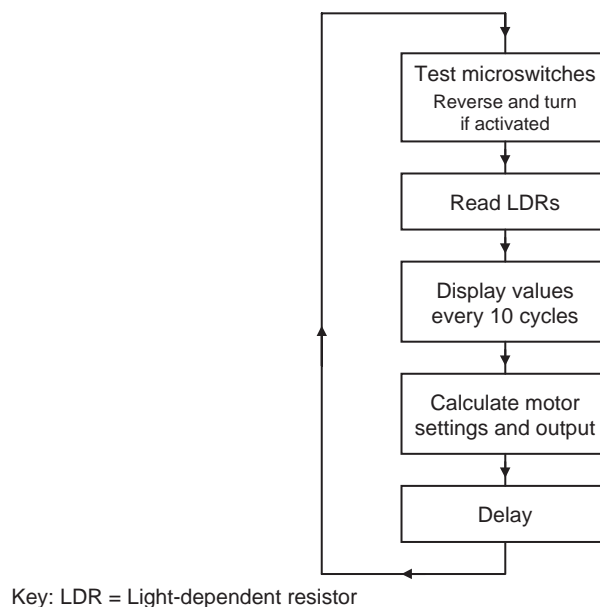 Test microswitches
Reverse and turn
if activated
Read LDRs
Display values
every 10 cycles
Calculate motor
settings and output
Delay
Key: LDR = Light-dependent resistor